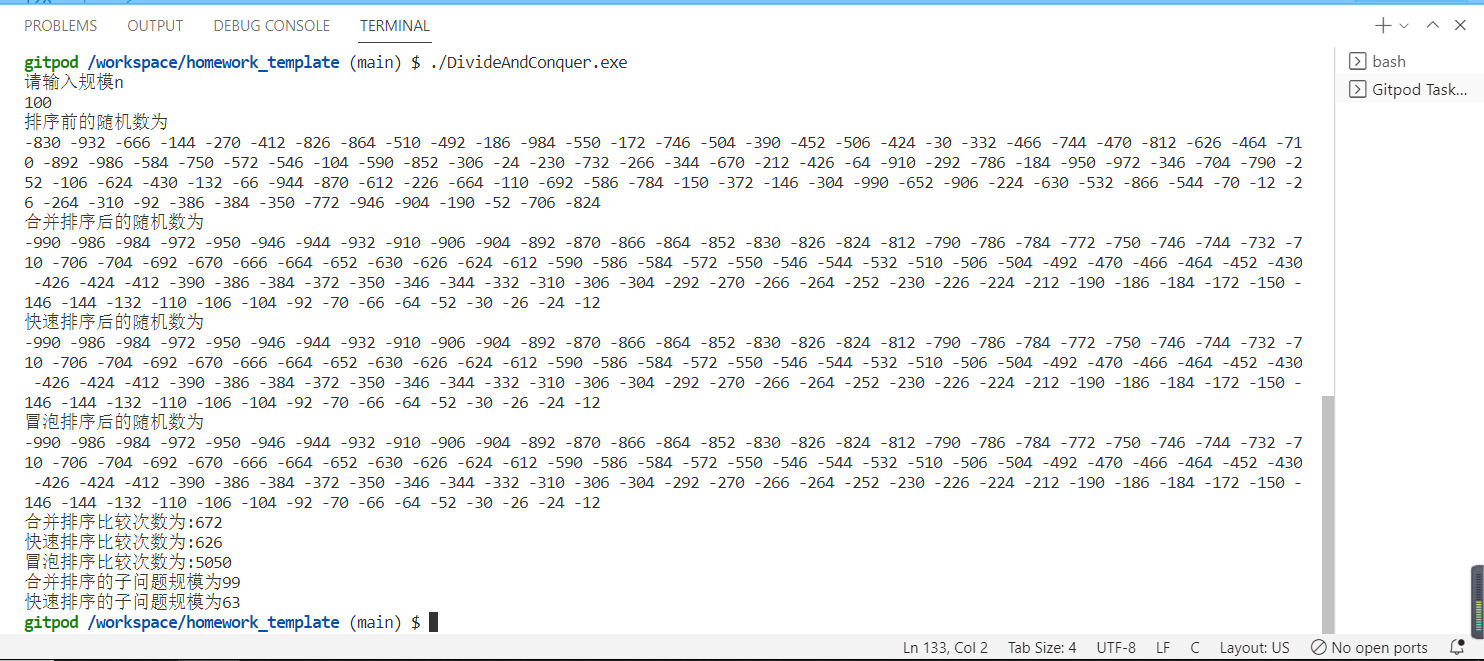 PROBLEMS OUTPUT DEBUG CONSOLE TERMINAL
bash
Gitpod Task...
gitpod /workspace/homework_template (main) $ ./DivideAndConquer.exe
请输入规模n
100
排序前的随机数为
-830 -932 -666 -144 -270 -412 -826 -864 -510 -492 -186 -984 -550 -172 -746 -504 -390 -452 -506 -424 -30 -332 -466 -744 -470 -812 -626 -464 -71
0 -892 -986 -584 -750 -572 -546 -104 -590 -852 -306 -24 -230 -732 -266 -344 -670 -212 -426 -64 -910 -292 -786 -184 -950 -972 -346 -704 -790 -2
52 -106 -624 -430 -132 -66 -944 -870 -612 -226 -664 -110 -692 -586 -784 -150 -372 -146 -304 -990 -652 -906 -224 -630 -532 -866 -544 -70 -12 -2
6 -264 -310 -92 -386 -384 -350 -772 -946 -904 -190 -52 -706 -824
合并排序后的随机数为
-990 -986 -984 -972 -950 -946 -944 -932 -910 -906 -904 -892 -870 -866 -864 -852 -830 -826 -824 -812 -790 -786 -784 -772 -750 -746 -744 -732 -7
10 -706 -704 -692 -670 -666 -664 -652 -630 -626 -624 -612 -590 -586 -584 -572 -550 -546 -544 -532 -510 -506 -504 -492 -470 -466 -464 -452 -430
-426 -424 -412 -390 -386 -384 -372 -350 -346 -344 -332 -310 -306 -304 -292 -270 -266 -264 -252 -230 -226 -224 -212 -190 -186 -184 -172 -150 -
146 -144 -132 -110 -106 -104 -92 -70 -66 -64 -52 -30 -26 -24 -12
快速排序后的随机数为
-990 -986 -984 -972 -950 -946 -944 -932 -910 -906 -904 -892 -870 -866 -864 -852 -830 -826 -824 -812 -790 -786 -784 -772 -750 -746 -744 -732 -7
10 -706 -704 -692 -670 -666 -664 -652 -630 -626 -624 -612 -590 -586 -584 -572 -550 -546 -544 -532 -510 -506 -504 -492 -470 -466 -464 -452 -430
-426 -424 -412 -390 -386 -384 -372 -350 -346 -344 -332 -310 -306 -304 -292 -270 -266 -264 -252 -230 -226 -224 -212 -190 -186 -184 -172 -150 -
146 -144 -132 -110 -106 -104 -92 -70 -66 -64 -52 -30 -26 -24 -12
冒泡排序后的随机数为
-990 -986 -984 -972 -950 -946 -944 -932 -910 -906 -904 -892 -870 -866 -864 -852 -830 -826 -824 -812 -790 -786 -784 -772 -750 -746 -744 -732 -7
10 -706 -704 -692 -670 -666 -664 -652 -630 -626 -624 -612 -590 -586 -584 -572 -550 -546 -544 -532 -510 -506 -504 -492 -470 -466 -464 -452 -430
-426 -424 -412 -390 -386 -384 -372 -350 -346 -344 -332 -310 -306 -304 -292 -270 -266 -264 -252 -230 -226 -224 -212 -190 -186 -184 -172 -150 -
146 -144 -132 -110 -106 -104 -92 -70 -66 -64 -52 -30 -26 -24 -12
合并排序比较次数为:672
快速排序比较次数为:626
冒泡排序比较次数为:5050
合并排序的子问题规模为99
快速排序的子问题规模为63
gitpod /workspace/homework_template (main) $
Ln 133, Col 2 Tab Size: 4 UTF-8 LF C Layout: US No open ports